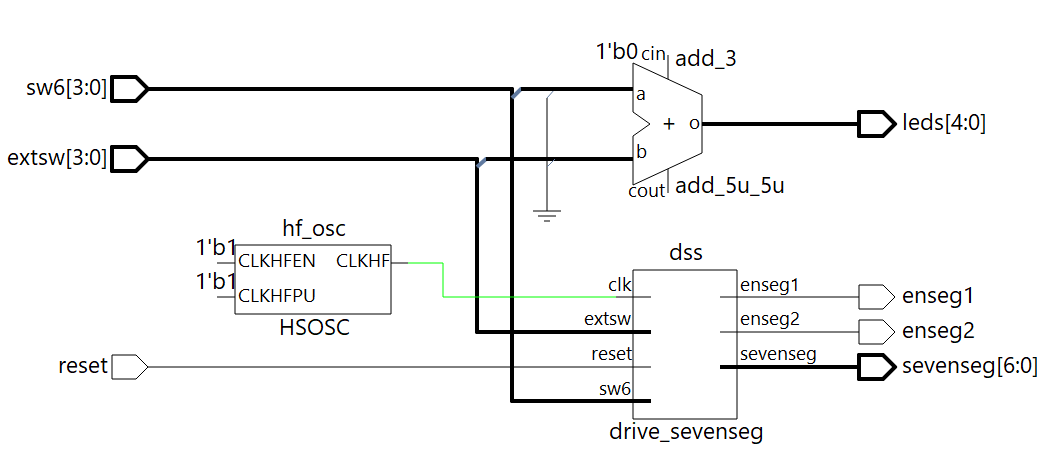 1'b0 cin add_3
sw6[3:0]
a
+ o leds[4:0]
extsw[3:0]
b
cout add_5u_5u
hf_osc
1'b1 CLKHFEN CLKHF
1'b1 CLKHFPU
HSOSC
dss
clk enseg1 enseg1
extsw enseg2 enseg2
reset reset sevenseg sevenseg[6:0]
sw6
drive_sevenseg